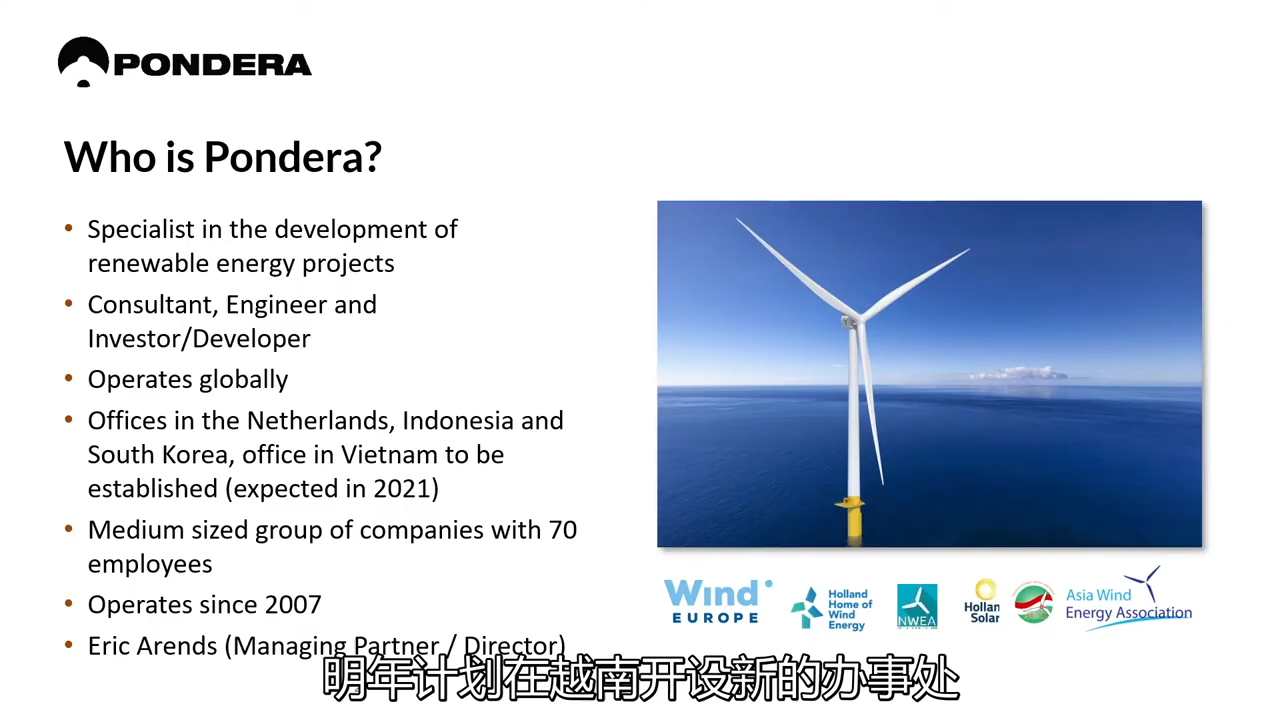 PONDERA
Who is Pondera?
• Specialist in the development of
renewable energy projects
• Consultant, Engineer and
Investor/Developer
• Operates globally
• Offices in the Netherlands, Indonesia and
South Korea, office in Vietnam to be
established (expected in 2021)
• Medium sized group of companies with 70
employees
• Operates since 2007
• Eric Arends (Managing Partner / Director)
Wind
EUROPE
Holland
Home of
Wind
Energy
NWEA
Hollan
Solar
Asia Wind
Energy Association
明年计划在越南开设新的办事处